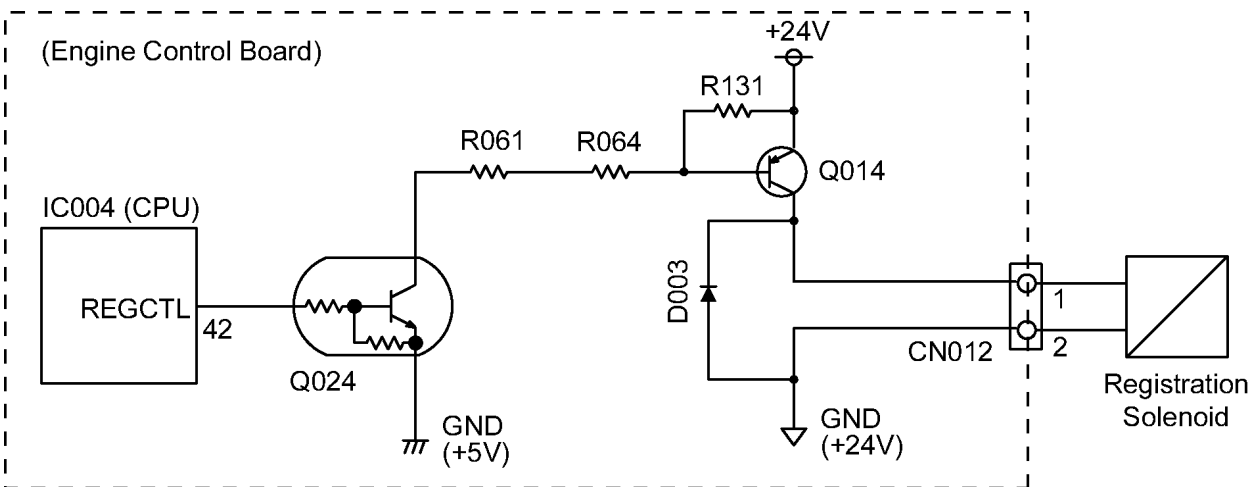 (Engine Control Board)
+24V
R131
R061
R064
Q014
IC004 (CPU)
REGCTL
42
Q024
GND
(+5V)
D003
GND
(+24V)
CN012
1
2
Registration
Solenoid